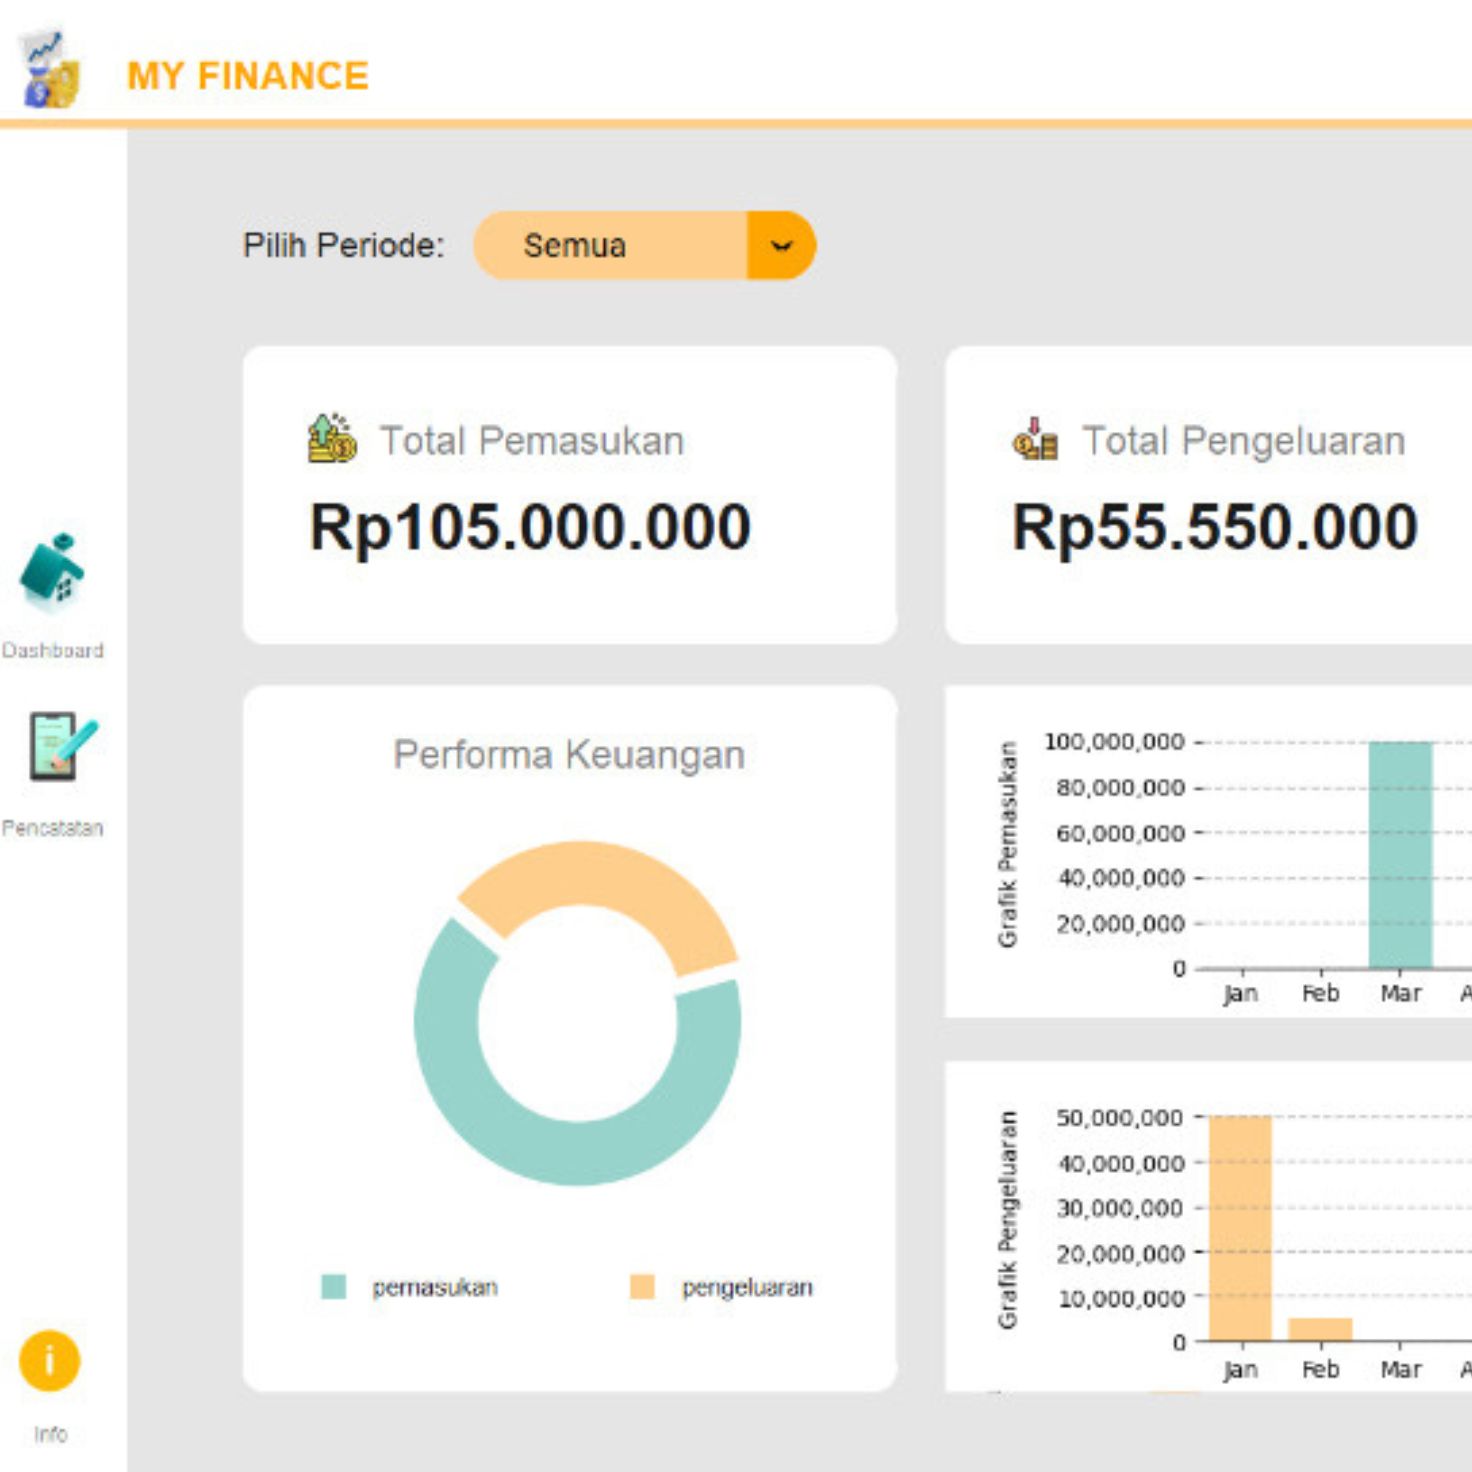 MY FINANCE
Pilih Periode: Semua
Total Pemasukan
Rp105.000.000
Total Pengeluaran
Rp55.550.000
Dashboard
Pencatatan
Info
Performa Keuangan
pemasukan
pengeluaran
Grafik Pemasukan
100,000,000
80,000,000
60,000,000
40,000,000
20,000,000
0
Jan Feb Mar A
Grafik Pengeluaran
50,000,000
40,000,000
30,000,000
20,000,000
10,000,000
0
Jan Feb Mar A